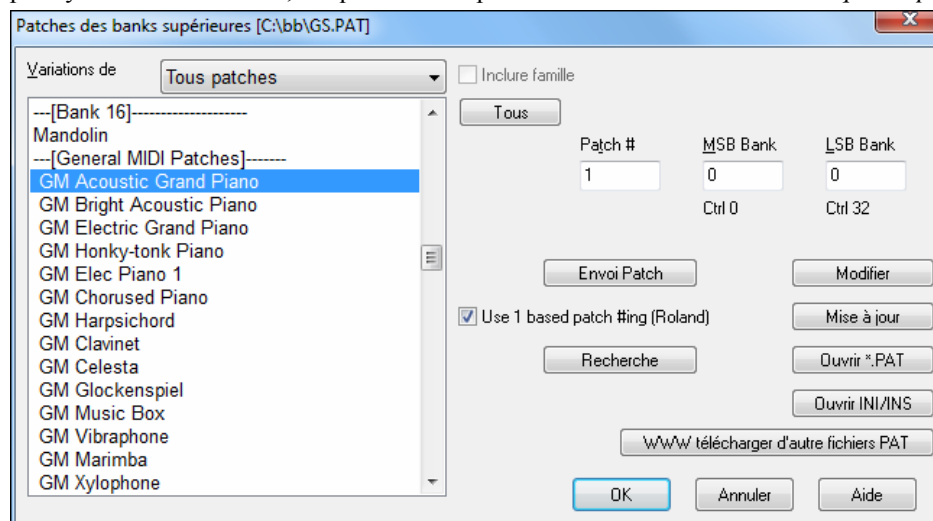 Patches des banks supérieures [C:\bb\GS.PAT]
Variations de
Tous patches
Inclure famille
Tous
---[Bank 16]---------------------
Mandolin
---[General MIDI Patches]-------
GM Acoustic Grand Piano
GM Bright Acoustic Piano
GM Electric Grand Piano
GM Honky-tonk Piano
GM Elec Piano 1
GM Chorused Piano
GM Harpsichord
GM Clavinet
GM Celesta
GM Glockenspiel
GM Music Box
GM Vibraphone
GM Marimba
GM Xylophone
Patch # MSB Bank LSB Bank
1 0 0
Ctrl 0 Ctrl 32
Envoi Patch Modifier
Use 1 based patch #ing (Roland) Mise à jour
Recherche Ouvrir *.PAT
Ouvrir INI/INS
WWW télécharger d'autre fichiers PAT
OK Annuler Aide